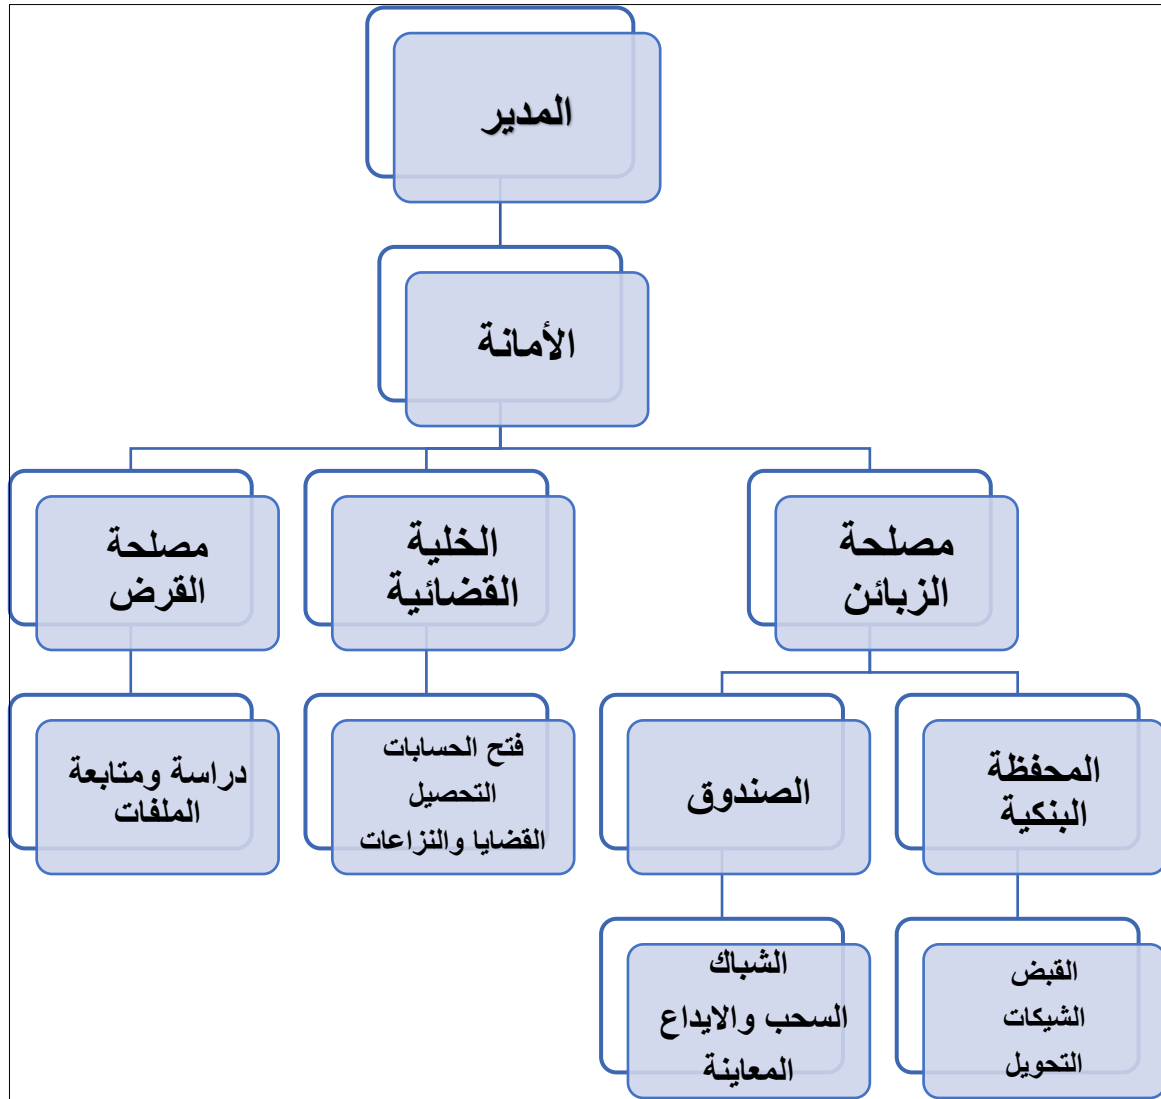 المدير
الأمانة
مصلحة
الزبائن
الخلية
القضائية
مصلحة
القرض
المحفظة
البنكية
الصندوق
فتح الحسابات
التحصيل
القضايا والنزاعات
دراسة ومتابعة
الملفات
القبض
الشيكات
التحويل
الشباك
السحب والايداع
المعاينة